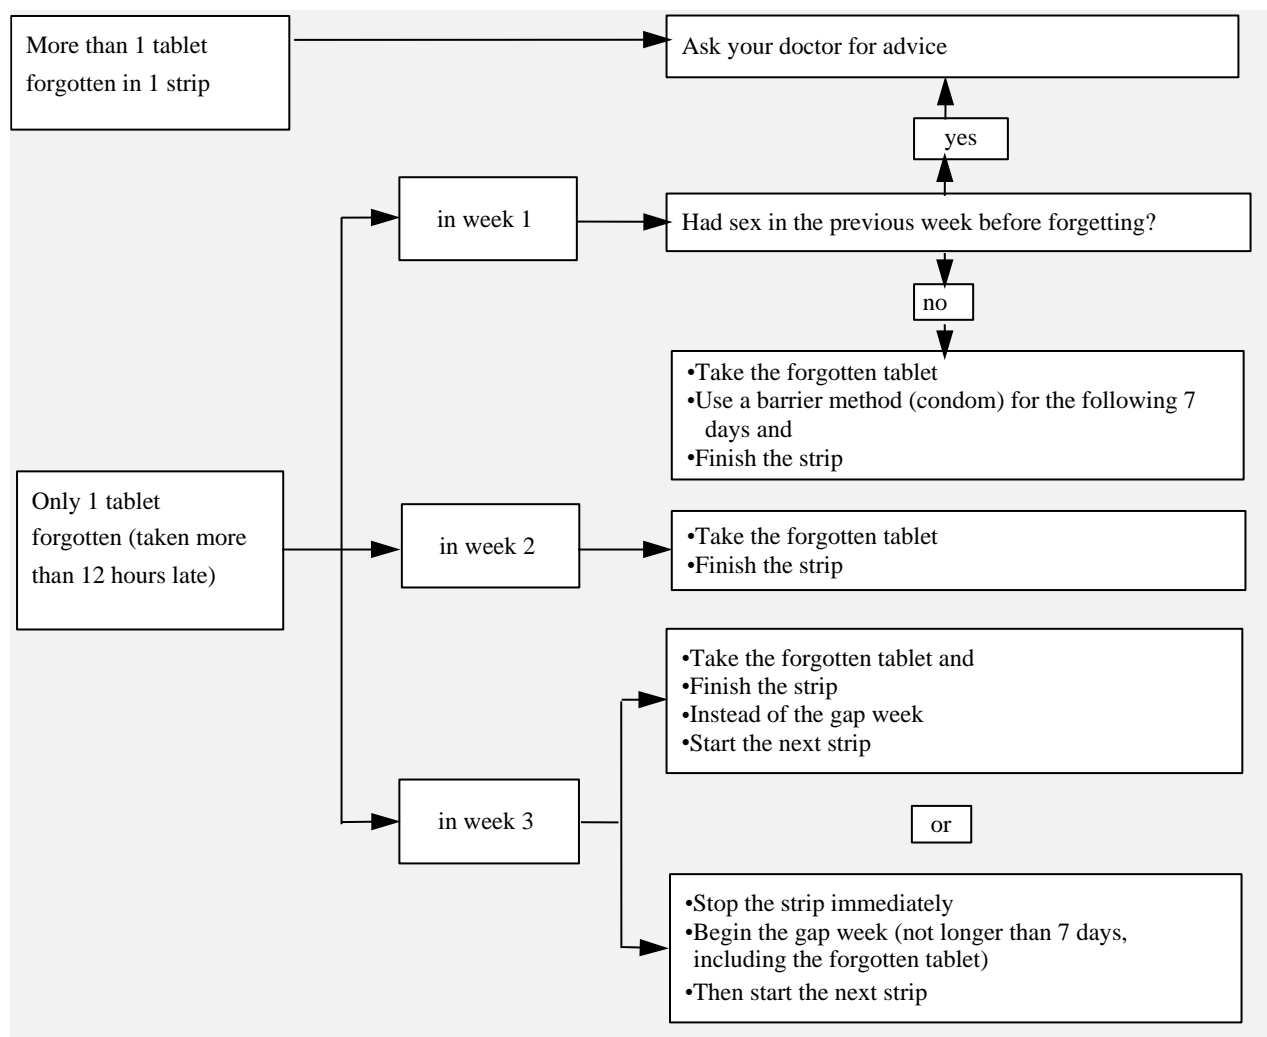 More than 1 tablet
forgotten in 1 strip
Ask your doctor for advice
yes
in week 1
Had sex in the previous week before forgetting?
no
•Take the forgotten tablet
•Use a barrier method (condom) for the following 7
days and
•Finish the strip
Only 1 tablet
forgotten (taken more
than 12 hours late)
in week 2
•Take the forgotten tablet
•Finish the strip
•Take the forgotten tablet and
•Finish the strip
•Instead of the gap week
•Start the next strip
in week 3
or
•Stop the strip immediately
•Begin the gap week (not longer than 7 days,
including the forgotten tablet)
•Then start the next strip